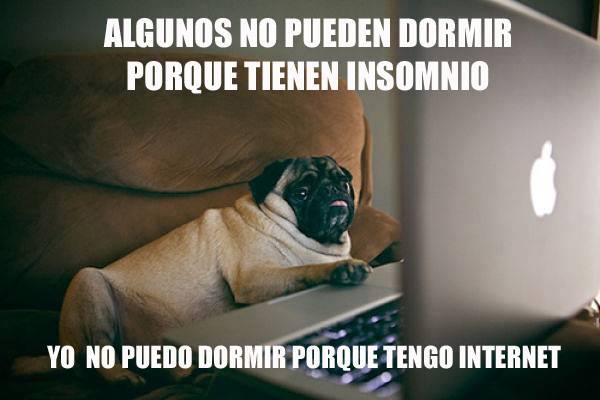 ALGUNOS NO PUEDEN DORMIR
PORQUE TIENEN INSOMNIO
YO NO PUEDO DORMIR PORQUE TENGO INTERNET